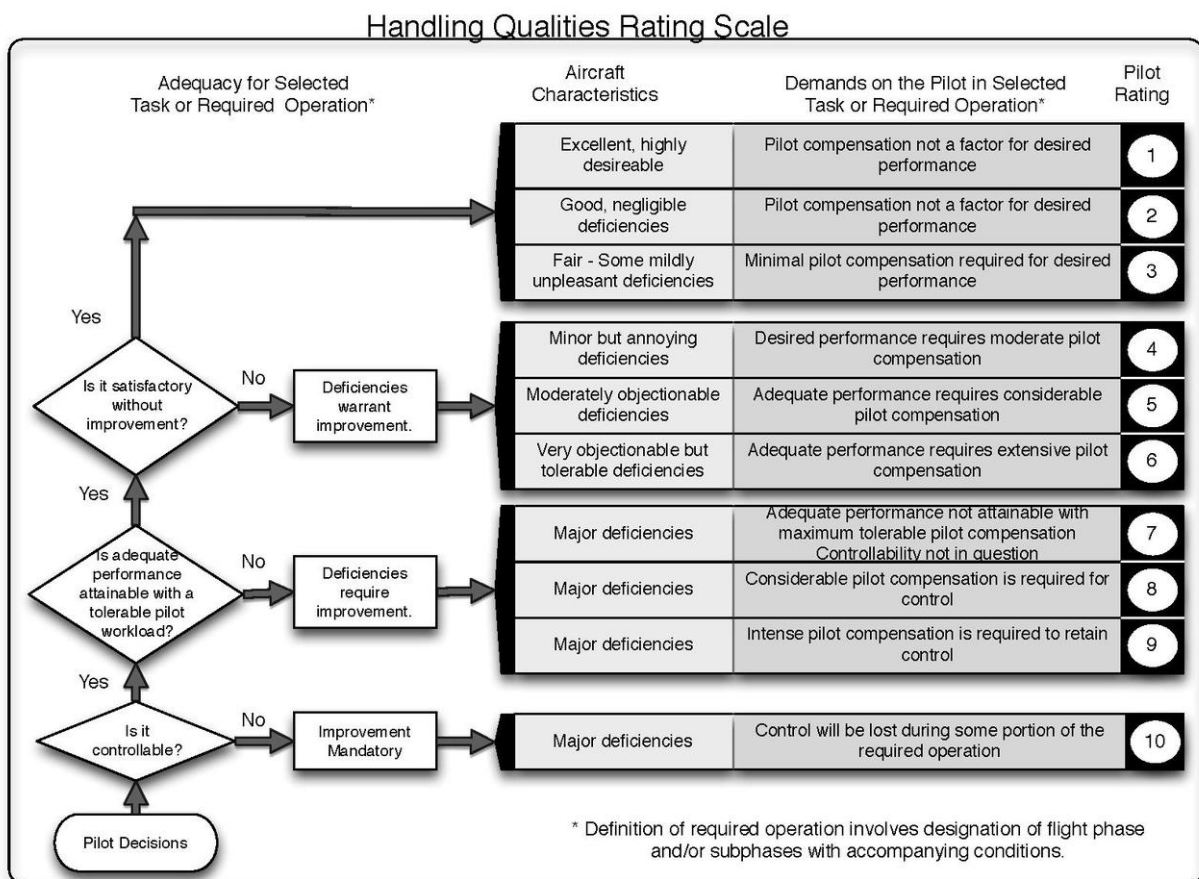 Handling Qualities Rating Scale
Adequacy for Selected
Task or Required Operation*
Aircraft
Characteristics
Demands on the Pilot in Selected
Task or Required Operation*
Pilot
Rating
Excellent, highly
desireable
Pilot compensation not a factor for desired
performance
1
Good, negligible
deficiencies
Pilot compensation not a factor for desired
performance
2
Fair - Some mildly
unpleasant deficiencies
Minimal pilot compensation required for desired
performance
3
Yes
Is it satisfactory
without
improvement?
No
Deficiencies
warrant
improvement.
Minor but annoying
deficiencies
Desired performance requires moderate pilot
compensation
4
Moderately objectionable
deficiencies
Adequate performance requires considerable
pilot compensation
5
Very objectionable but
tolerable deficiencies
Adequate performance requires extensive pilot
compensation
6
Yes
Is adequate
performance
attainable with a
tolerable pilot
workload?
No
Deficiencies
require
improvement.
Major deficiencies
Adequate performance not attainable with
maximum tolerable pilot compensation
Controllability not in question
7
Major deficiencies
Considerable pilot compensation is required for
control
8
Major deficiencies
Intense pilot compensation is required to retain
control
9
Yes
Is it
controllable?
No
Improvement
Mandatory
Major deficiencies
Control will be lost during some portion of the
required operation
10
Pilot Decisions
* Definition of required operation involves designation of flight phase
and/or subphases with accompanying conditions.